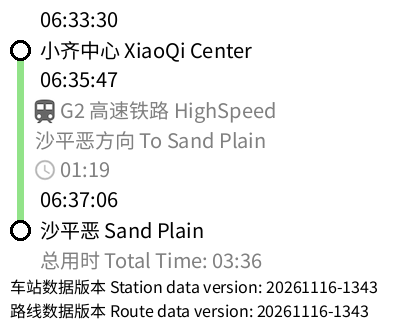 06:33:30
小齐中心 XiaoQi Center
06:35:47
G2 高速铁路 HighSpeed
沙平恶方向 To Sand Plain
01:19
06:37:06
沙平恶 Sand Plain
总用时 Total Time: 03:36
车站数据版本 Station data version: 20261116-1343
路线数据版本 Route data version: 20261116-1343